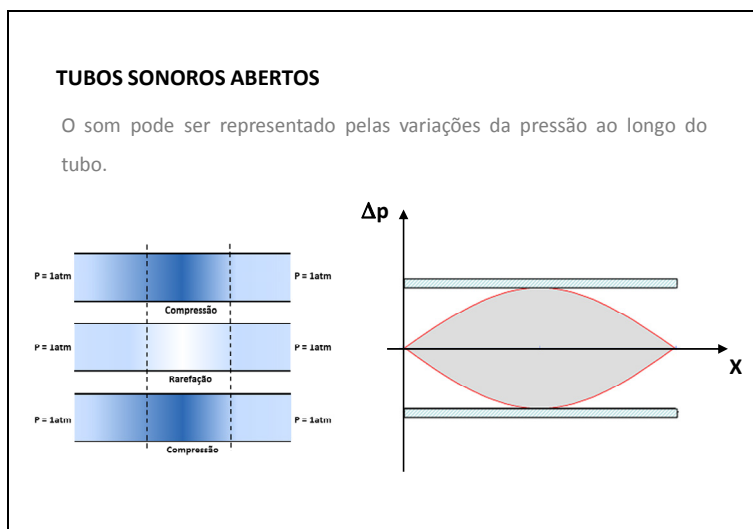 TUBOS SONOROS ABERTOS
O som pode ser representado pelas variações da pressão ao longo do
tubo.
P = 1atm
P = 1atm
Compressão
P = 1atm
P = 1atm
Rarefação
P = 1atm
P = 1atm
Compressão
Δp
X